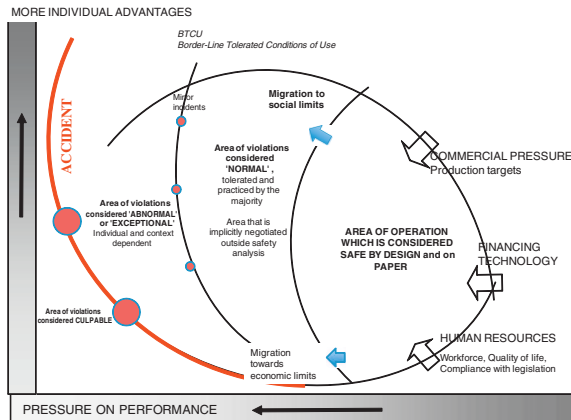 MORE INDIVIDUAL ADVANTAGES
BTCU
Border-Line Tolerated Conditions of Use
Minor
incidents
Migration to
social limits
ACCIDENT
Area of violations
considered
'NORMAL' ,
tolerated and
practiced by the
majority
Area that is
implicitly negotiated
outside safety
analysis
COMMERCIAL PRESSURE
Production targets
Area of violations
considered 'ABNORMAL'
or 'EXCEPTIONAL'
Individual and context
dependent
AREA OF OPERATION
WHICH IS CONSIDERED
SAFE BY DESIGN and on
PAPER
FINANCING
TECHNOLOGY
Area of violations
considered CULPABLE
Migration
towards
economic limits
HUMAN RESOURCES
Workforce, Quality of life,
Compliance with legislation
PRESSURE ON PERFORMANCE